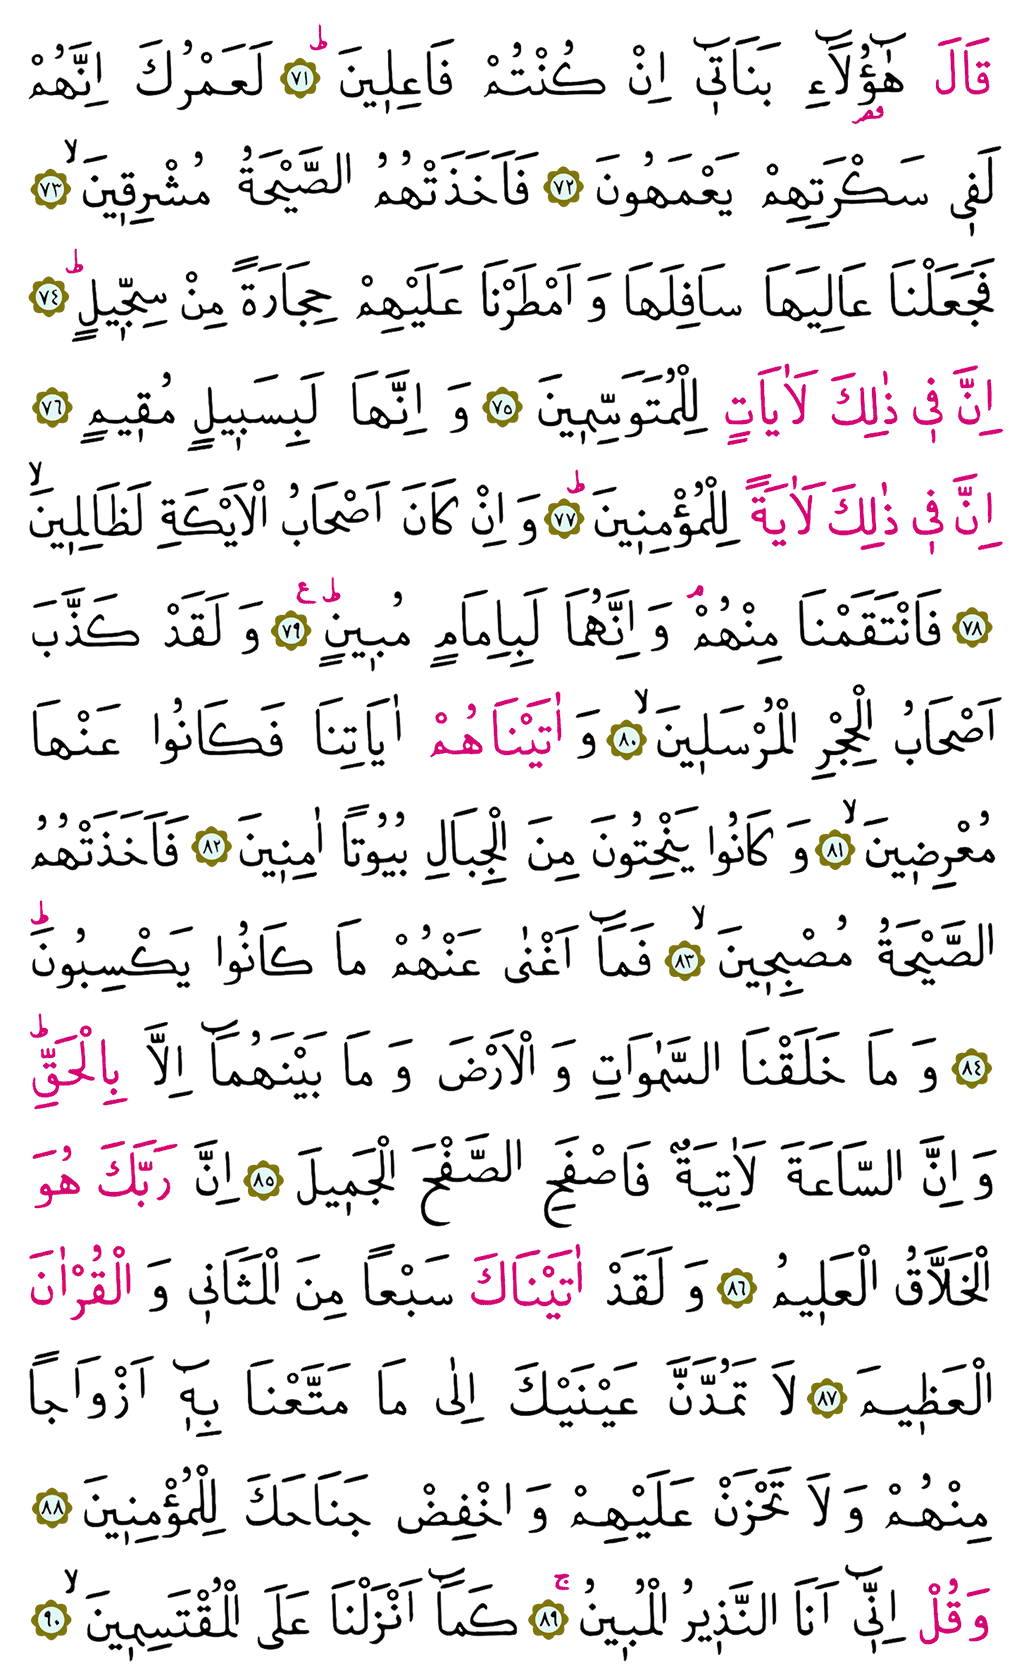 قَالَ هٰٓؤُ۬لَٓاءِ بَنَاتٓي اِنْ كُنْتُمْ فَاعِلٖينَۜ ﴿٧١﴾ لَعَمْرُكَ اِنَّهُمْ
لَفٖي سَكْرَتِهِمْ يَعْمَهُونَ ﴿٧٢﴾ فَاَخَذَتْهُمُ الصَّيْحَةُ مُشْرِقٖينَۙ ﴿٧٣﴾
فَجَعَلْنَا عَالِيَهَا سَافِلَهَا وَ اَمْطَرْنَا عَلَيْهِمْ حِجَارَةً مِنْ سِجّٖيلٍؕ ﴿٧٤﴾
اِنَّ فٖي ذٰلِكَ لَاٰيَاتٍ لِلْمُتَوَسِّمٖينَ ﴿٧٥﴾ وَ اِنَّهَا لَبِسَبٖيلٍ مُقٖيمٍ ﴿٧٦﴾
اِنَّ فٖي ذٰلِكَ لَاٰيَةً لِلْمُؤْمِنٖينَؕ ﴿٧٧﴾ وَ اِنْ كَانَ اَصْحَابُ الْاَيْكَةِ لَظَالِمٖينَۙ
﴿٧٨﴾ فَانْتَقَمْنَا مِنْهُمْۢ وَ اِنَّهُمَا لَبِاِمَامٍ مُبٖينٍؕع ﴿٧٩﴾ وَ لَقَدْ كَذَّبَ
اَصْحَابُ الْحِجْرِ الْمُرْسَلٖينَۙ ﴿٨٠﴾ وَ اٰتَيْنَاهُمْ اٰيَاتِنَا فَكَانُوا عَنْهَا
مُعْرِضٖينَۙ ﴿٨١﴾ وَ كَانُوا يَنْحِتُونَ مِنَ الْجِبَالِ بُيُوتًا اٰمِنٖينَ ﴿٨٢﴾ فَاَخَذَتْهُمُ
الصَّيْحَةُ مُصْبِحٖينَۙ ﴿٨٣﴾ فَمَٓا اَغْنٰى عَنْهُمْ مَا كَانُوا يَكْسِبُونَؕ
﴿٨٤﴾ وَ مَا خَلَقْنَا السَّمٰوَاتِ وَ الْاَرْضَ وَ مَا بَيْنَهُمَٓا اِلَّا بِالْحَقِّؕ
وَ اِنَّ السَّاعَةَ لَاٰتِيَةٌ فَاصْفَحِ الصَّفْحَ الْجَمٖيلَ ﴿٨٥﴾ اِنَّ رَبَّكَ هُوَ
الْخَلَّاقُ الْعَلٖيمُ ﴿٨٦﴾ وَ لَقَدْ اٰتَيْنَاكَ سَبْعًا مِنَ الْمَثَانٖي وَ الْقُرْاٰنَ
الْعَظٖيمَ ﴿٨٧﴾ لَا تَمُدَّنَّ عَيْنَيْكَ اِلٰى مَا مَتَّعْنَا بِهٖٓ اَزْوَاجًا
مِنْهُمْ وَ لَا تَحْزَنْ عَلَيْهِمْ وَ اخْفِضْ جَنَاحَكَ لِلْمُؤْمِنٖينَ ﴿٨٨﴾
وَ قُلْ اِنّٖٓي اَنَا النَّذٖيرُ الْمُبٖينُۚ ﴿٨٩﴾ كَمَٓا اَنْزَلْنَا عَلَى الْمُقْتَسِمٖينَۙ ﴿٩٠﴾